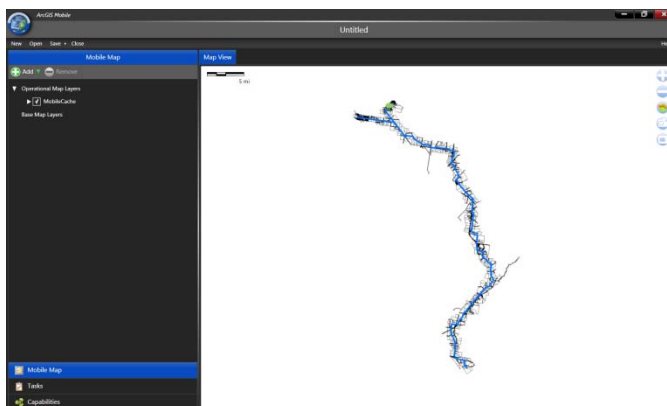 ArcGIS Mobile
Untitled
New Open Save Close
Mobile Map
Map View
Add Remove
5 mi
Operational Map Layers
MobileCache
Base Map Layers
Mobile Map
Tasks
Capabilities